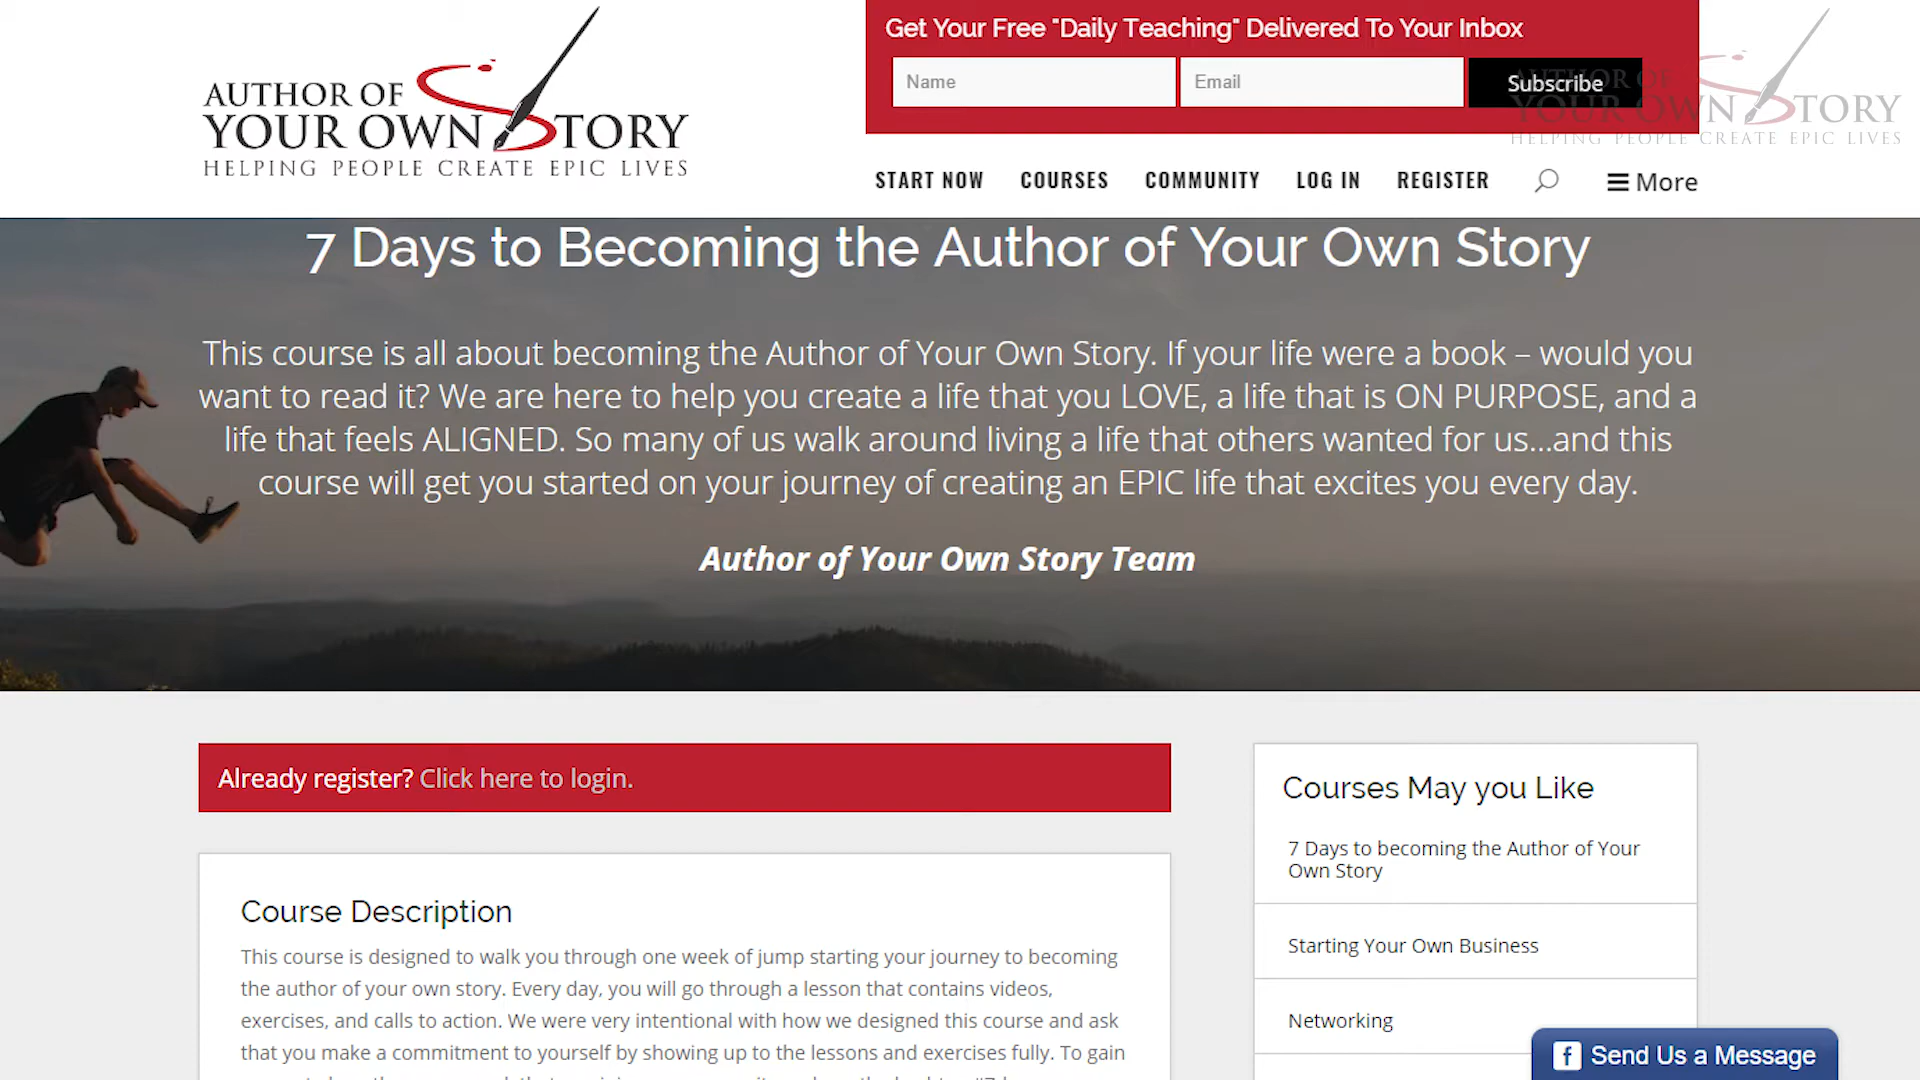 AUTHOR OF
YOUR OWN STORY
HELPING PEOPLE CREATE EPIC LIVES
Get Your Free "Daily Teaching" Delivered To Your Inbox
Name
Email
Subscribe
AUTHOR OF
YOUR OWN STORY
HELPING PEOPLE CREATE EPIC LIVES
START NOW
COURSES
COMMUNITY
LOG IN
REGISTER
More
7 Days to Becoming the Author of Your Own Story
This course is all about becoming the Author of Your Own Story. If your life were a book – would you
want to read it? We are here to help you create a life that you LOVE, a life that is ON PURPOSE, and a
life that feels ALIGNED. So many of us walk around living a life that others wanted for us...and this
course will get you started on your journey of creating an EPIC life that excites you every day.
Author of Your Own Story Team
Already register? Click here to login.
Course Description
This course is designed to walk you through one week of jump starting your journey to becoming
the author of your own story. Every day, you will go through a lesson that contains videos,
exercises, and calls to action. We were very intentional with how we designed this course and ask
that you make a commitment to yourself by showing up to the lessons and exercises fully. To gain
Courses May you Like
7 Days to becoming the Author of Your
Own Story
Starting Your Own Business
Networking
Send Us a Message